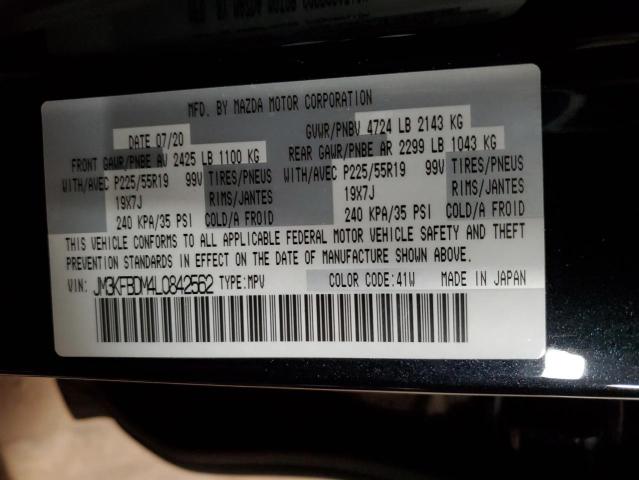 MFD. BY MAZDA MOTOR CORPORATION
DATE 07/20 GVWR/PNBV 4724 LB 2143 KG
FRONT GAWR/PNBE AV 2425 LB 1100 KG REAR GAWR/PNBE AR 2299 LB 1043 KG
WITH/AVEC P225/55R19 99V TIRES/PNEUS WITH/AVEC P225/55R19 99V TIRES/PNEUS
19X7J RIMS/JANTES 19X7J RIMS/JANTES
240 KPA/35 PSI COLD/A FROID 240 KPA/35 PSI COLD/A FROID
THIS VEHICLE CONFORMS TO ALL APPLICABLE FEDERAL MOTOR VEHICLE SAFETY AND THEFT
PREVENTION STANDARDS IN EFFECT ON THE DATE OF MANUFACTURE SHOWN ABOVE.
VIN: JM3KFBDM4L0842562 TYPE:MPV COLOR CODE:41W MADE IN JAPAN